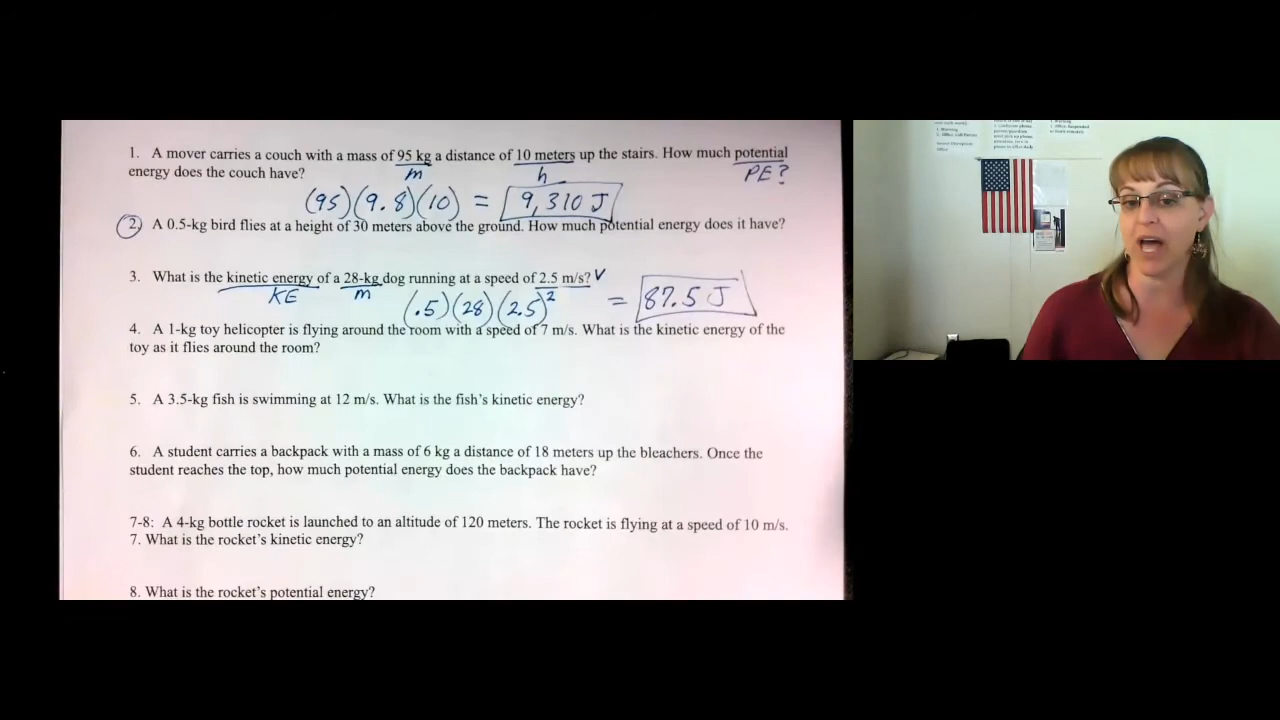 1. A mover carries a couch with a mass of 95 kg a distance of 10 meters up the stairs. How much potential
energy does the couch have?
m
h
PE?
(95)(9.8)(10) = 9,310 J
2. A 0.5-kg bird flies at a height of 30 meters above the ground. How much potential energy does it have?
3. What is the kinetic energy of a 28-kg dog running at a speed of 2.5 m/s? V
KE
m
(.5)(28)(2.5)² = 87.5 J
4. A 1-kg toy helicopter is flying around the room with a speed of 7 m/s. What is the kinetic energy of the
toy as it flies around the room?
5. A 3.5-kg fish is swimming at 12 m/s. What is the fish's kinetic energy?
6. A student carries a backpack with a mass of 6 kg a distance of 18 meters up the bleachers. Once the
student reaches the top, how much potential energy does the backpack have?
7-8: A 4-kg bottle rocket is launched to an altitude of 120 meters. The rocket is flying at a speed of 10 m/s.
7. What is the rocket's kinetic energy?
8. What is the rocket's potential energy?